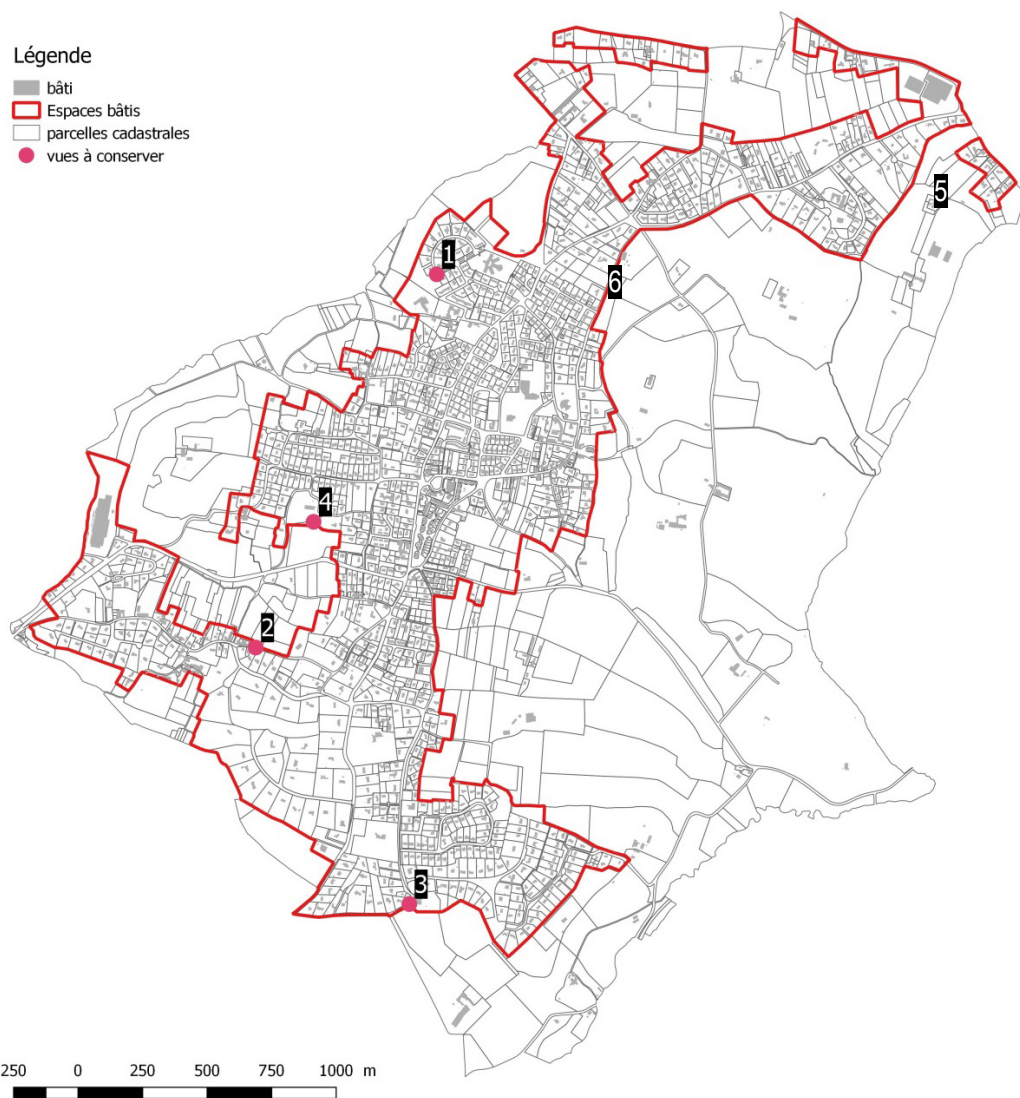 Légende
bâti
Espaces bâtis
parcelles cadastrales
vues à conserver
5
1
6
4
2
3
250 0 250 500 750 1000 m